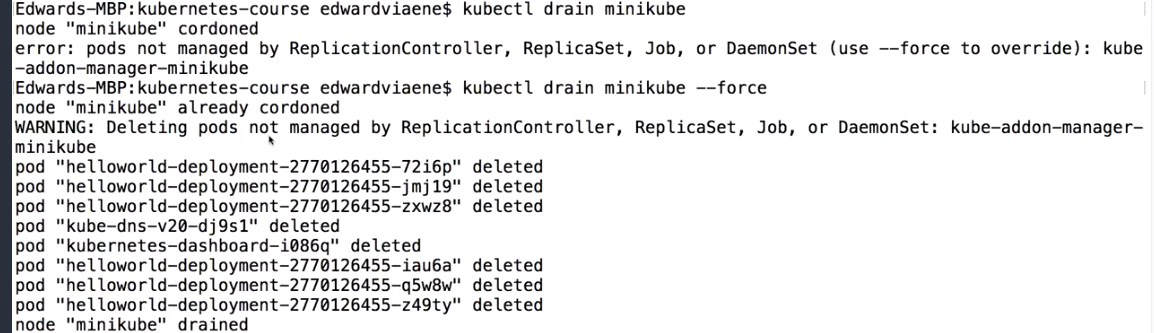 Edwards-MBP:kubernetes-course edwardviaene$ kubectl drain minikube
node "minikube" cordoned
error: pods not managed by ReplicationController, ReplicaSet, Job, or DaemonSet (use --force to override): kube
-addon-manager-minikube
Edwards-MBP:kubernetes-course edwardviaene$ kubectl drain minikube --force
node "minikube" already cordoned
WARNING: Deleting pods not managed by ReplicationController, ReplicaSet, Job, or DaemonSet: kube-addon-manager-
minikube
pod "helloworld-deployment-2770126455-72i6p" deleted
pod "helloworld-deployment-2770126455-jmj19" deleted
pod "helloworld-deployment-2770126455-zxwz8" deleted
pod "kube-dns-v20-dj9s1" deleted
pod "kubernetes-dashboard-i086q" deleted
pod "helloworld-deployment-2770126455-iau6a" deleted
pod "helloworld-deployment-2770126455-q5w8w" deleted
pod "helloworld-deployment-2770126455-z49ty" deleted
node "minikube" drained